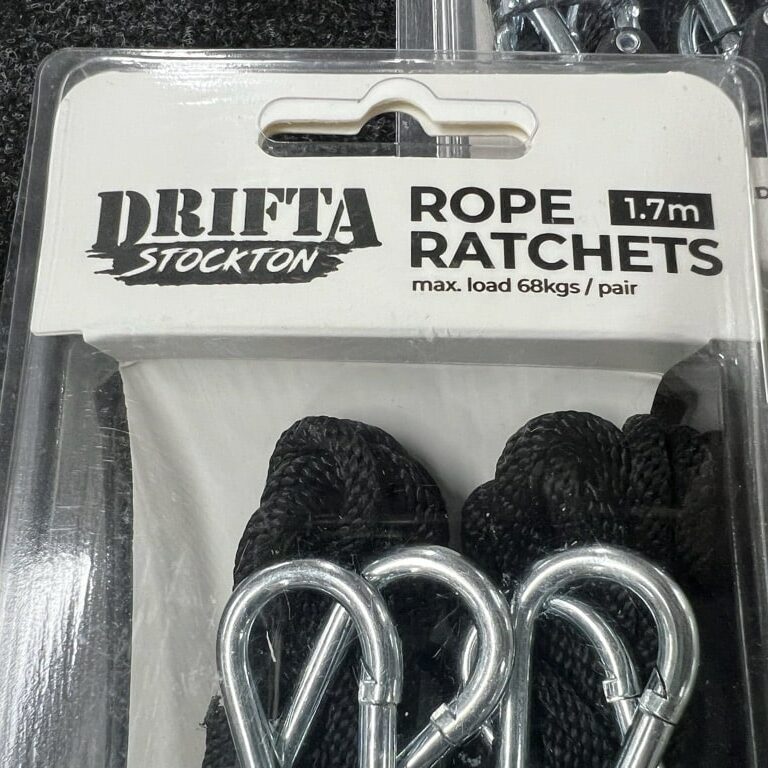 DRIFTA
STOCKTON
ROPE 1.7m
RATCHETS
max. load 68kgs / pair